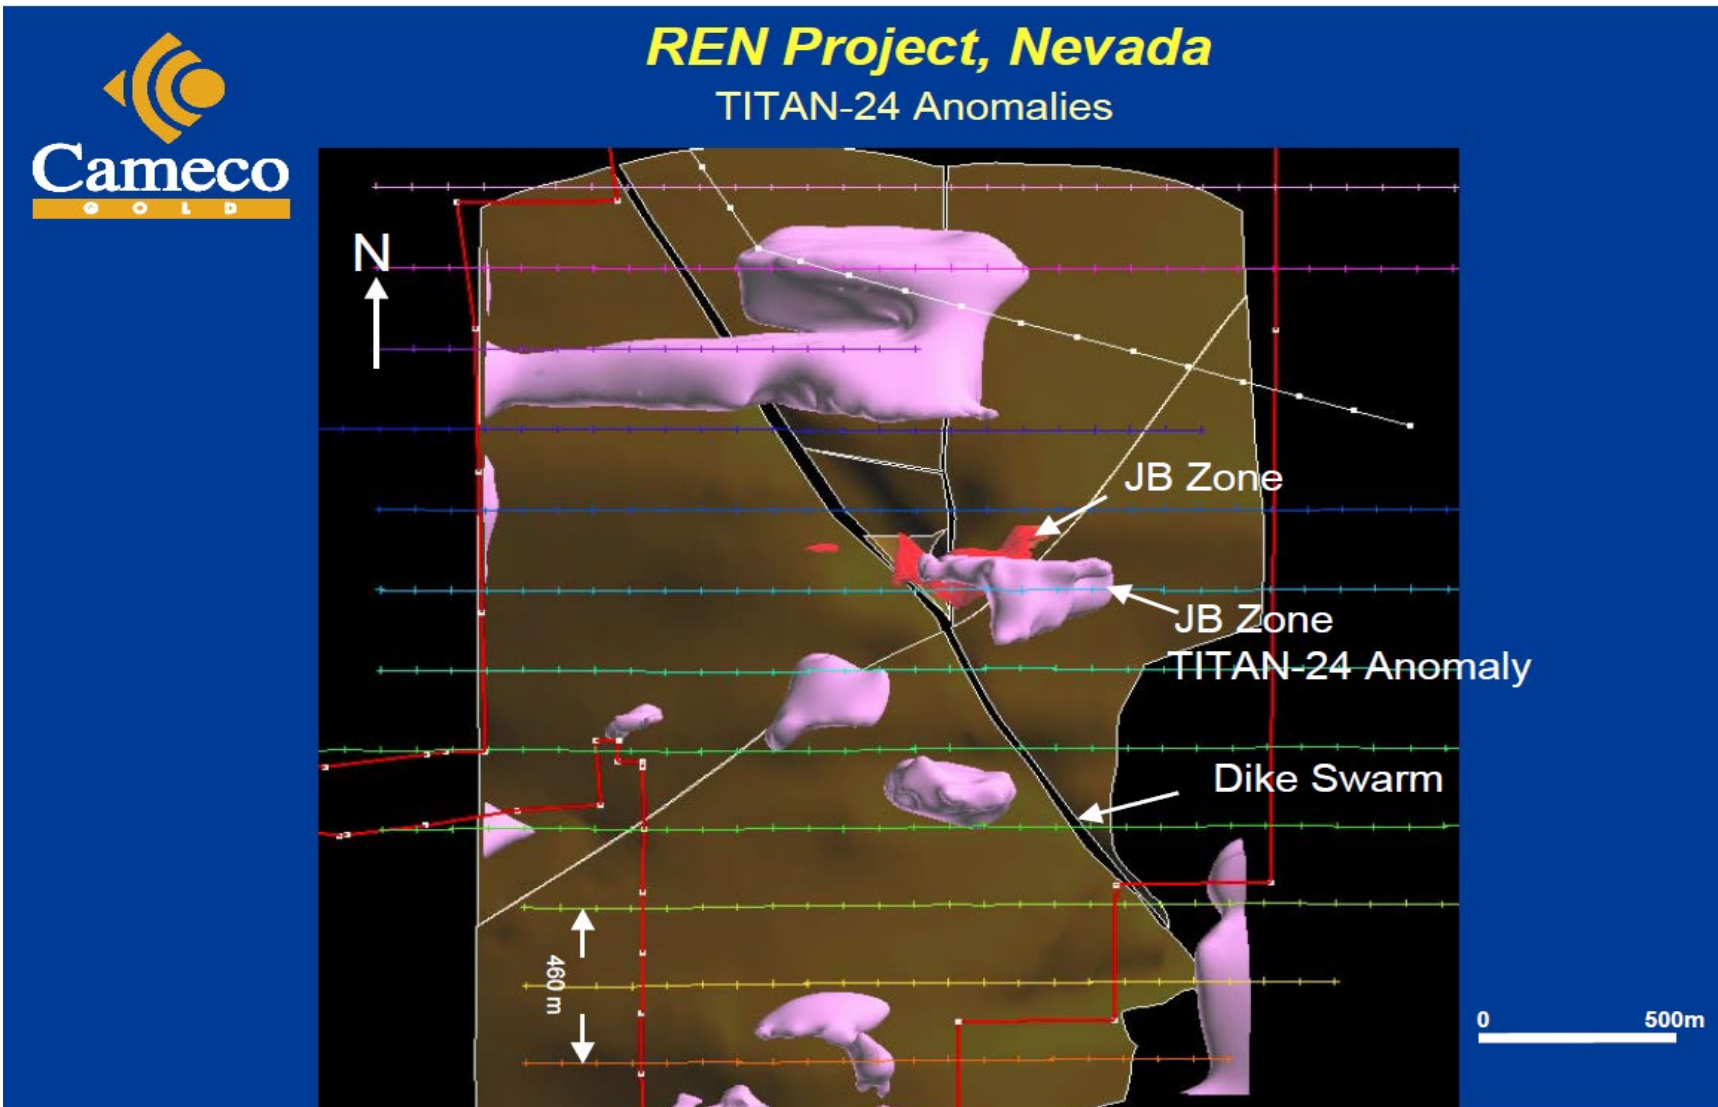 REN Project, Nevada
TITAN-24 Anomalies
Cameco
GOLD
N
JB Zone
JB Zone
TITAN-24 Anomaly
Dike Swarm
460 m
0 500m